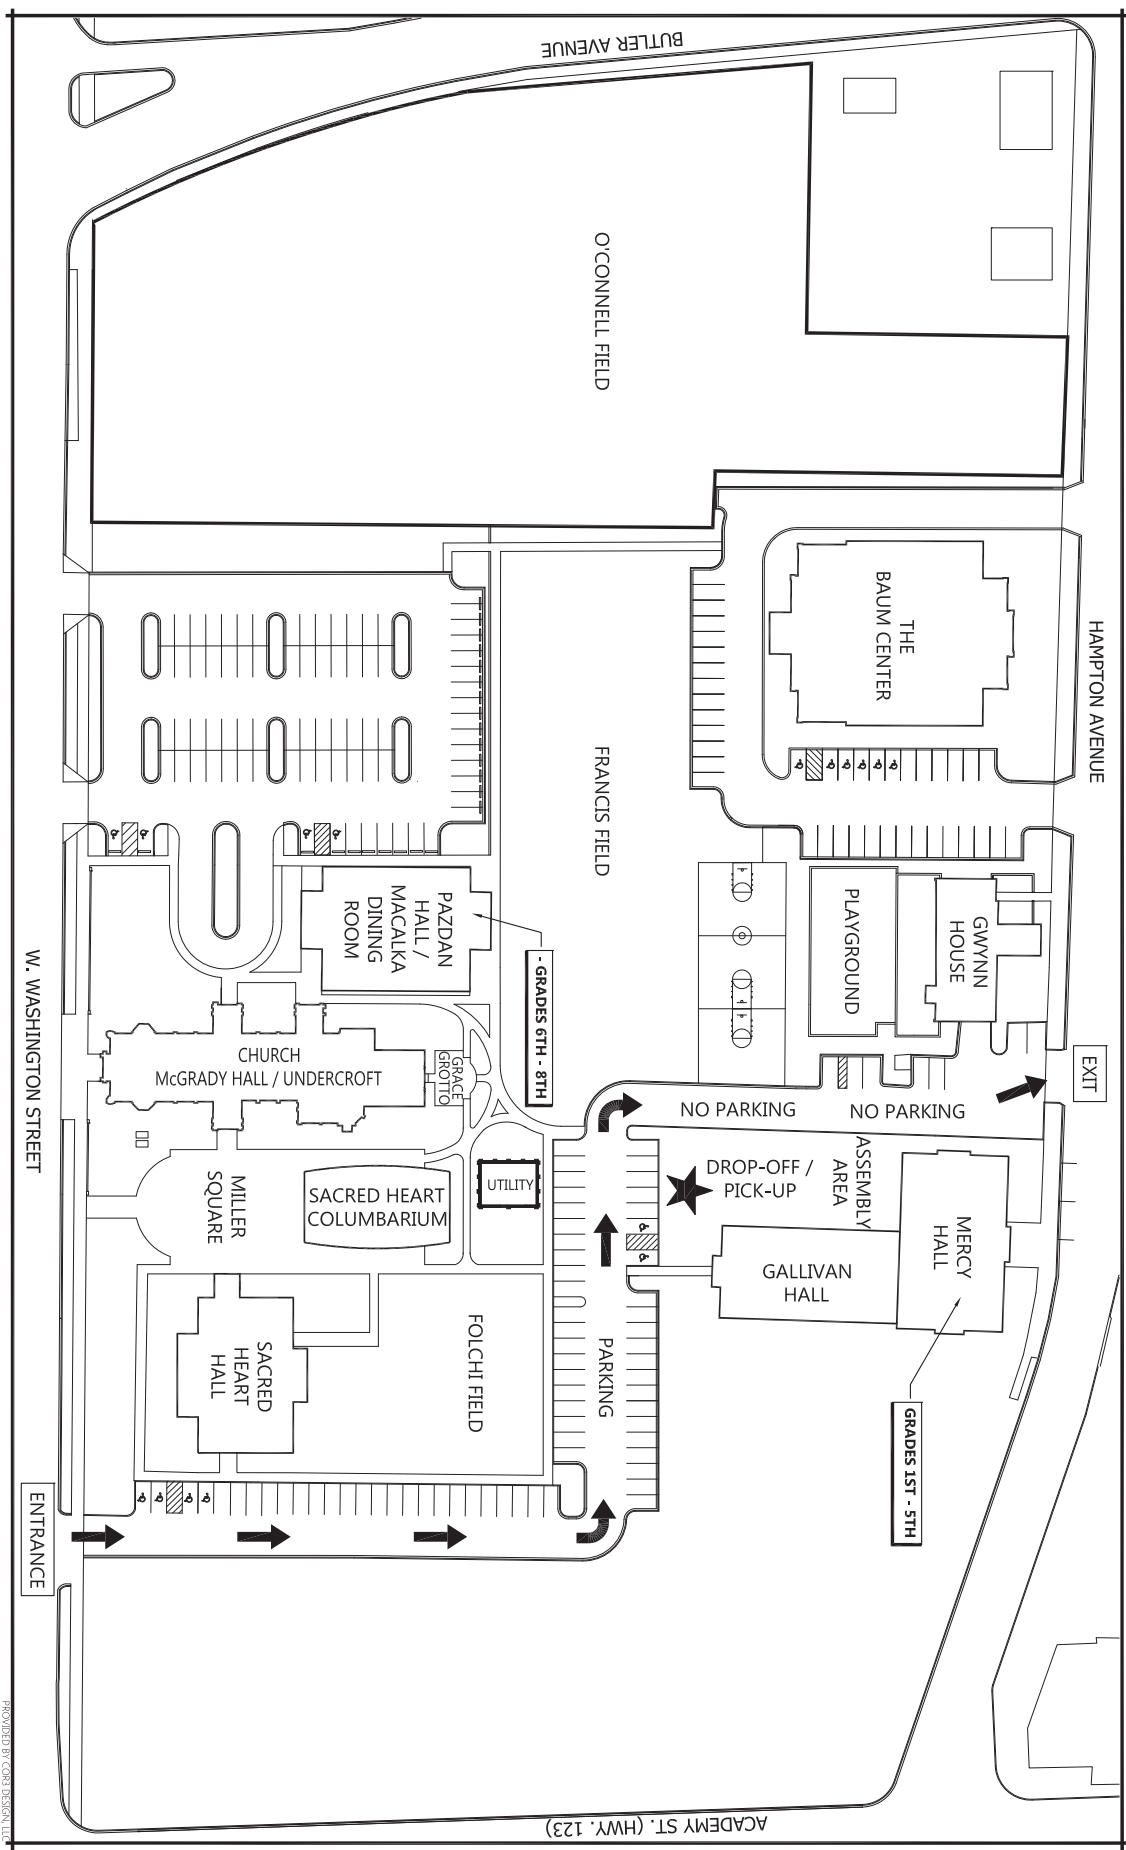 BUTLER AVENUE
O'CONNELL FIELD
HAMPTON AVENUE
THE
BAUM CENTER
FRANCIS FIELD
PLAYGROUND
GWYNN
HOUSE
PAZDAN
HALL /
MACALKA
DINING
ROOM
- GRADES 6TH - 8TH
W. WASHINGTON STREET
CHURCH
McGRADY HALL / UNDERCROFT
GRACE
GROTTO
EXIT
NO PARKING
NO PARKING
ASSEMBLY
AREA
DROP-OFF /
PICK-UP
UTILITY
MILLER
SQUARE
SACRED HEART
COLUMBARIUM
MERCY
HALL
GALLIVAN
HALL
SACRED
HEART
HALL
FOLCHI FIELD
PARKING
GRADES 1ST - 5TH
ENTRANCE
ACADEMY ST. (HWY. 123)
PROVIDED BY COR3 DESIGN, LLC